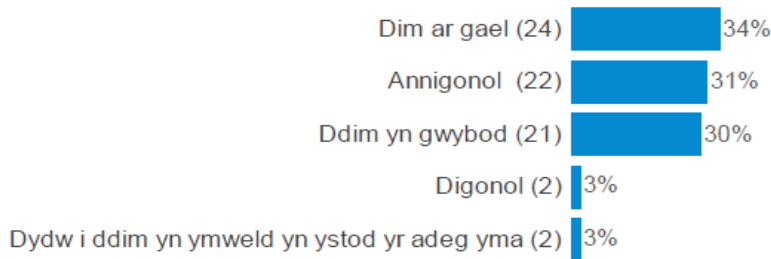 Dim ar gael (24) 34%
Annigonol (22) 31%
Ddim yn gwybod (21) 30%
Digonol (2) 3%
Dydw i ddim yn ymweld yn ystod yr adeg yma (2) 3%